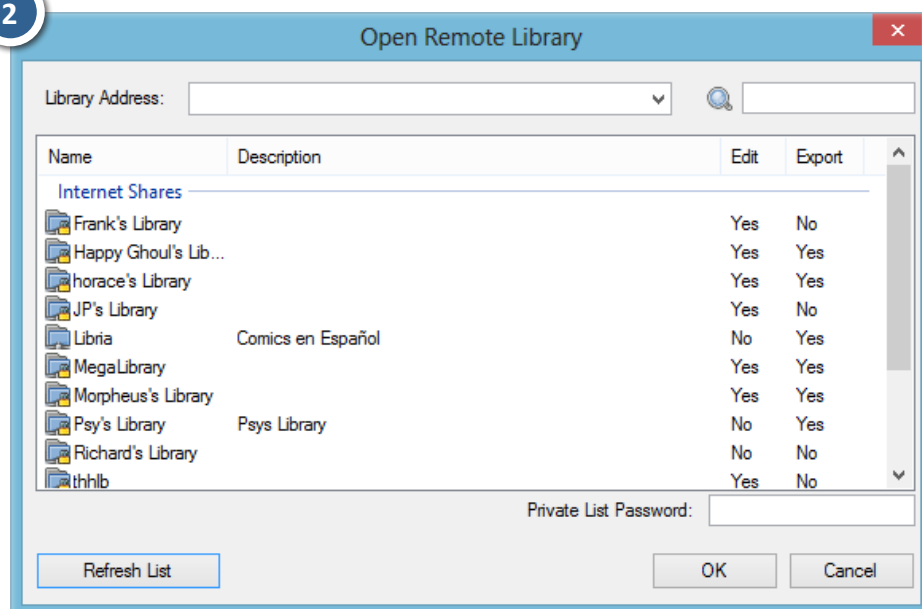 2
Open Remote Library
Library Address:
Name Description Edit Export
Internet Shares
Frank's Library Yes No
Happy Ghoul's Lib... Yes Yes
horace's Library Yes Yes
JP's Library Yes No
Libria Comics en Español No Yes
MegaLibrary Yes Yes
Morpheus's Library Yes Yes
Psy's Library Psys Library No Yes
Richard's Library No No
thhlb Yes No
Private List Password:
Refresh List OK Cancel